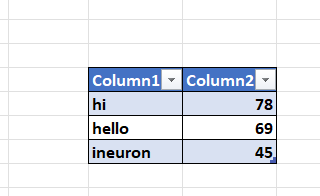 Column1 Column2
hi 78
hello 69
ineuron 45